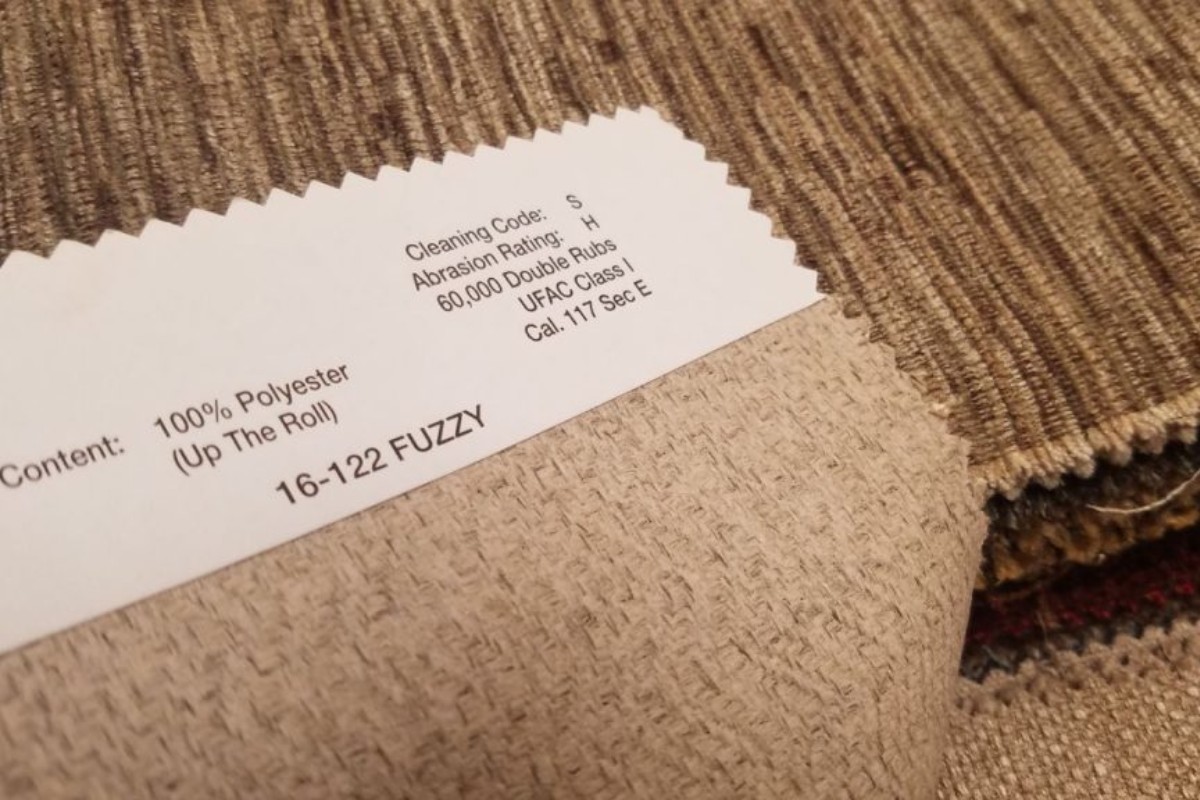 Cleaning Code: S
Abrasion Rating: H
60,000 Double Rubs
UFAC Class I
Cal. 117 Sec E
Content: 100% Polyester
(Up The Roll)
16-122 FUZZY